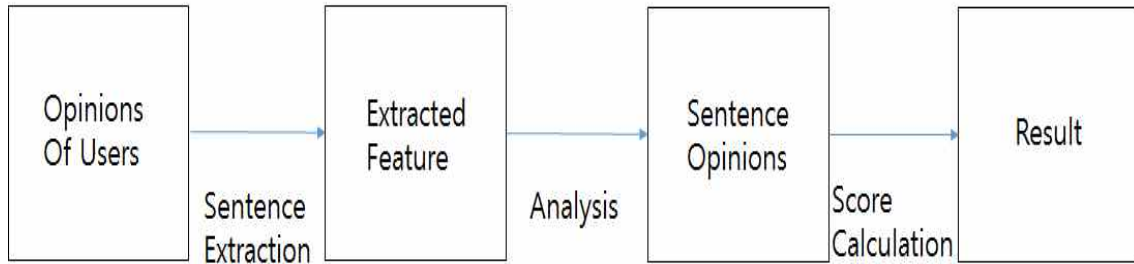 Opinions
Of Users
Sentence
Extraction
Extracted
Feature
Analysis
Sentence
Opinions
Score
Calculation
Result